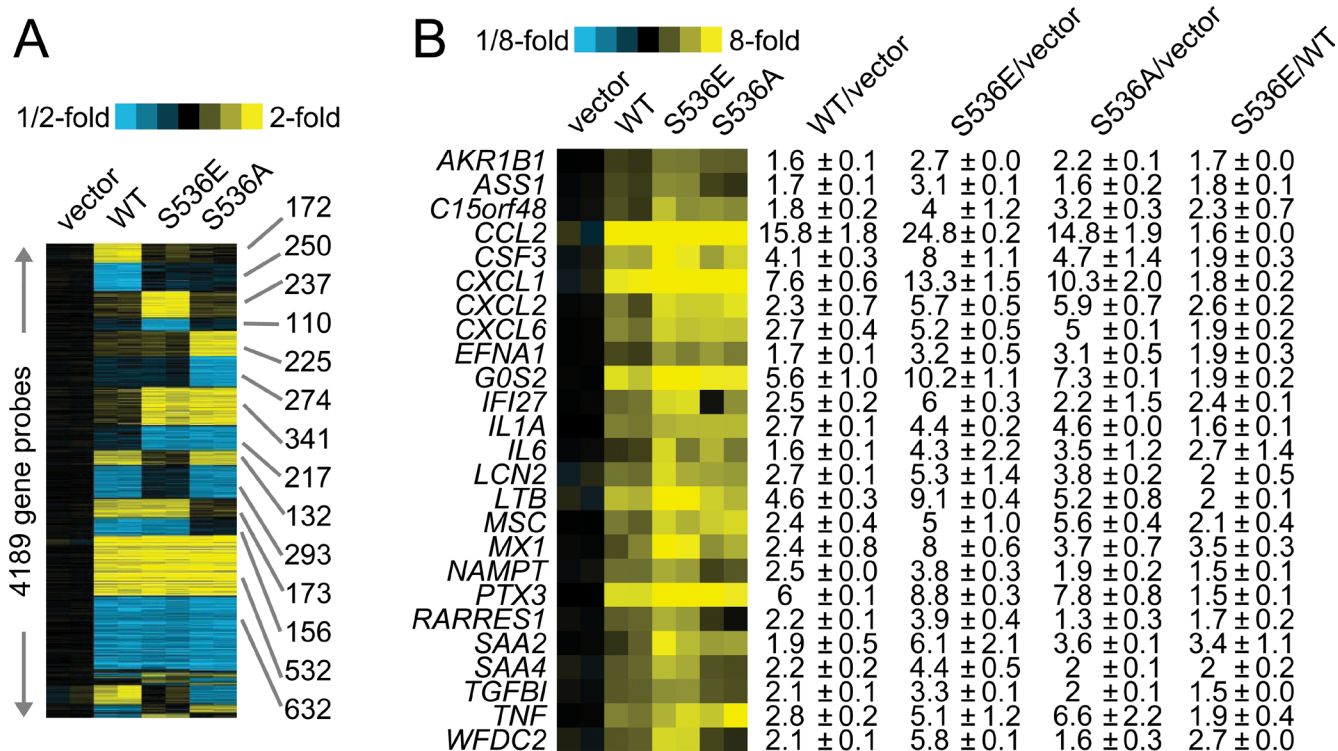 A
1/2-fold 2-fold
vector WT S536E S536A
4189 gene probes
172
250
237
110
225
274
341
217
132
293
173
156
532
632
B
1/8-fold 8-fold
vector WT S536E S536A WT/vector S536E/vector S536A/vector S536E/WT
AKR1B1 1.6 ± 0.1 2.7 ± 0.0 2.2 ± 0.1 1.7 ± 0.0
ASS1 1.7 ± 0.1 3.1 ± 0.1 1.6 ± 0.2 1.8 ± 0.1
C15orf48 1.8 ± 0.2 4 ± 1.2 3.2 ± 0.3 2.3 ± 0.7
CCL2 15.8 ± 1.8 24.8 ± 0.2 14.8 ± 1.9 1.6 ± 0.0
CSF3 4.1 ± 0.3 8 ± 1.1 4.7 ± 1.4 1.9 ± 0.3
CXCL1 7.6 ± 0.6 13.3 ± 1.5 10.3 ± 2.0 1.8 ± 0.2
CXCL2 2.3 ± 0.7 5.7 ± 0.5 5.9 ± 0.7 2.6 ± 0.2
CXCL6 2.7 ± 0.4 5.2 ± 0.5 5 ± 0.1 1.9 ± 0.2
EFNA1 1.7 ± 0.1 3.2 ± 0.5 3.1 ± 0.5 1.9 ± 0.3
G0S2 5.6 ± 1.0 10.2 ± 1.1 7.3 ± 0.1 1.9 ± 0.2
IFI27 2.5 ± 0.2 6 ± 0.3 2.2 ± 1.5 2.4 ± 0.1
IL1A 2.7 ± 0.1 4.4 ± 0.2 4.6 ± 0.0 1.6 ± 0.1
IL6 1.6 ± 0.1 4.3 ± 2.2 3.5 ± 1.2 2.7 ± 1.4
LCN2 2.7 ± 0.1 5.3 ± 1.4 3.8 ± 0.2 2 ± 0.5
LTB 4.6 ± 0.3 9.1 ± 0.4 5.2 ± 0.8 2 ± 0.1
MSC 2.4 ± 0.4 5 ± 1.0 5.6 ± 0.4 2.1 ± 0.4
MX1 2.4 ± 0.8 8 ± 0.6 3.7 ± 0.7 3.5 ± 0.3
NAMPT 2.5 ± 0.0 3.8 ± 0.3 1.9 ± 0.2 1.5 ± 0.1
PTX3 6 ± 0.1 8.8 ± 0.3 7.8 ± 0.8 1.5 ± 0.1
RARRES1 2.2 ± 0.1 3.9 ± 0.4 1.3 ± 0.3 1.7 ± 0.2
SAA2 1.9 ± 0.5 6.1 ± 2.1 3.6 ± 0.1 3.4 ± 1.1
SAA4 2.2 ± 0.2 4.4 ± 0.5 2 ± 0.1 2 ± 0.2
TGFBI 2.1 ± 0.1 3.3 ± 0.1 2 ± 0.1 1.5 ± 0.0
TNF 2.8 ± 0.2 5.1 ± 1.2 6.6 ± 2.2 1.9 ± 0.4
WFDC2 2.1 ± 0.1 5.8 ± 0.1 1.6 ± 0.3 2.7 ± 0.0